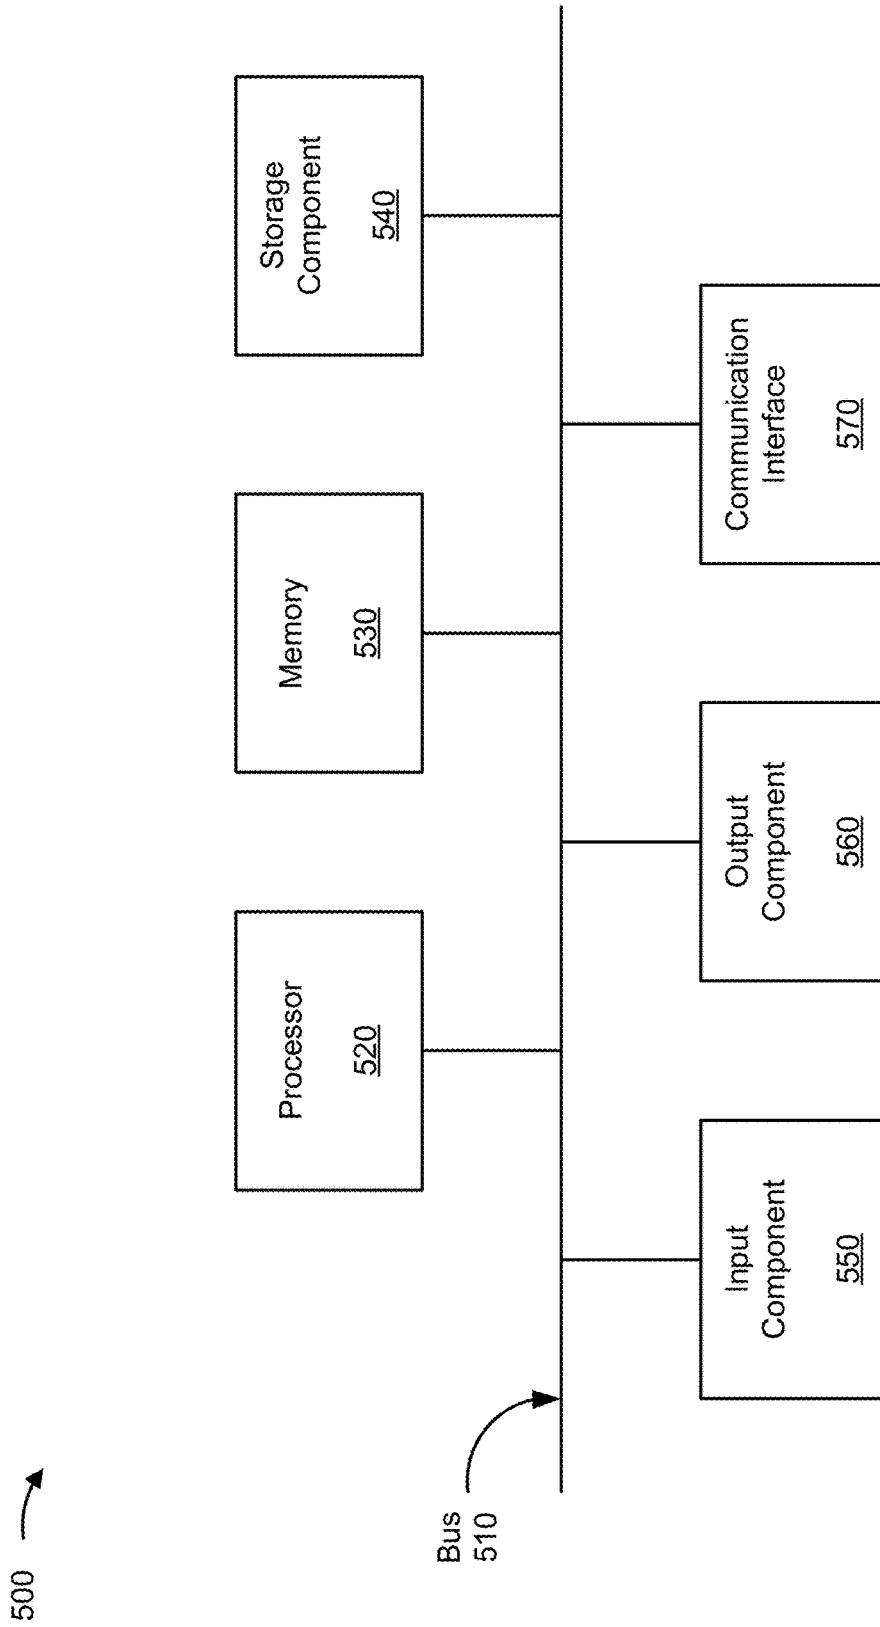 500
Bus
510
Processor
520
Memory
530
Storage
Component
540
Input
Component
550
Output
Component
560
Communication
Interface
570